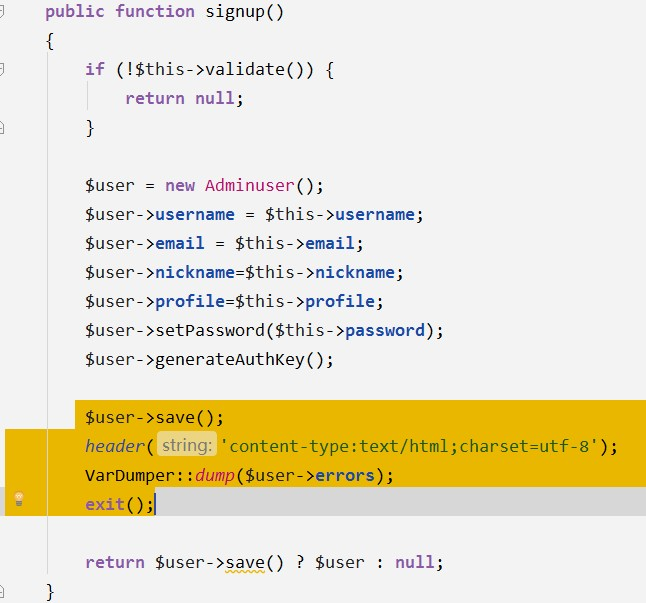 public function signup()
{
if (!$this->validate()) {
return null;
}
$user = new Adminuser();
$user->username = $this->username;
$user->email = $this->email;
$user->nickname=$this->nickname;
$user->profile=$this->profile;
$user->setPassword($this->password);
$user->generateAuthKey();
$user->save();
header( string: 'content-type:text/html;charset=utf-8');
VarDumper::dump($user->errors);
exit();
return $user->save() ? $user : null;
}